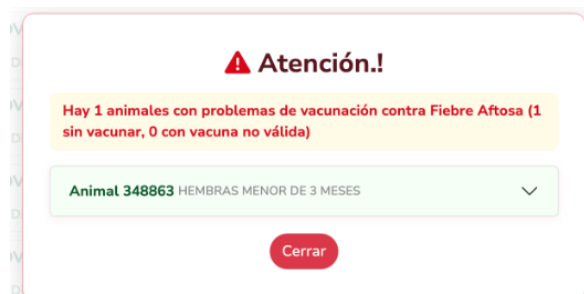 Atención.!
Hay 1 animales con problemas de vacunación contra Fiebre Aftosa (1
sin vacunar, 0 con vacuna no válida)
Animal 348863 HEMBRAS MENOR DE 3 MESES
Cerrar